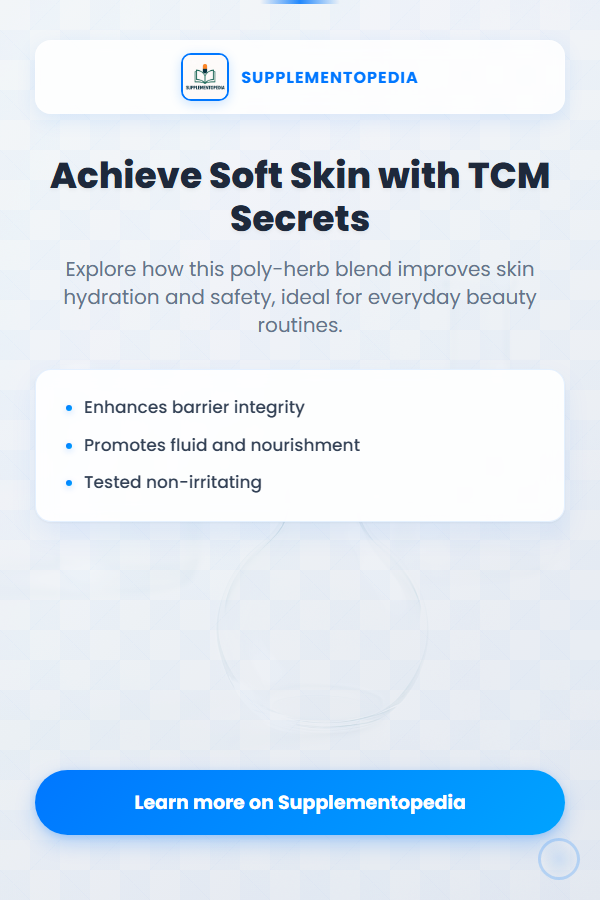 SUPPLEMENTOPEDIA
SUPPLEMENTOPEDIA
Achieve Soft Skin with TCM
Secrets
Explore how this poly-herb blend improves skin
hydration and safety, ideal for everyday beauty
routines.
Enhances barrier integrity
Promotes fluid and nourishment
Tested non-irritating
Learn more on Supplementopedia